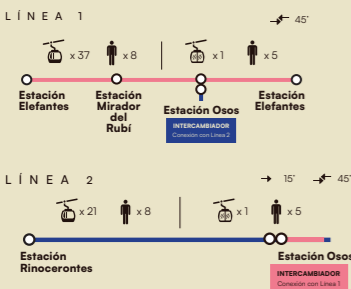 LÍNEA 1
45'
x 37
x 8
x 1
x 5
Estación
Elefantes
Estación
Mirador
del
Rubí
Estación Osos
Estación
Elefantes
INTERCAMBIADOR
Conexión con Línea 2
LÍNEA 2
15'
45'
x 21
x 8
x 1
x 5
Estación
Rinocerontes
Estación Osos
INTERCAMBIADOR
Conexión con Línea 1